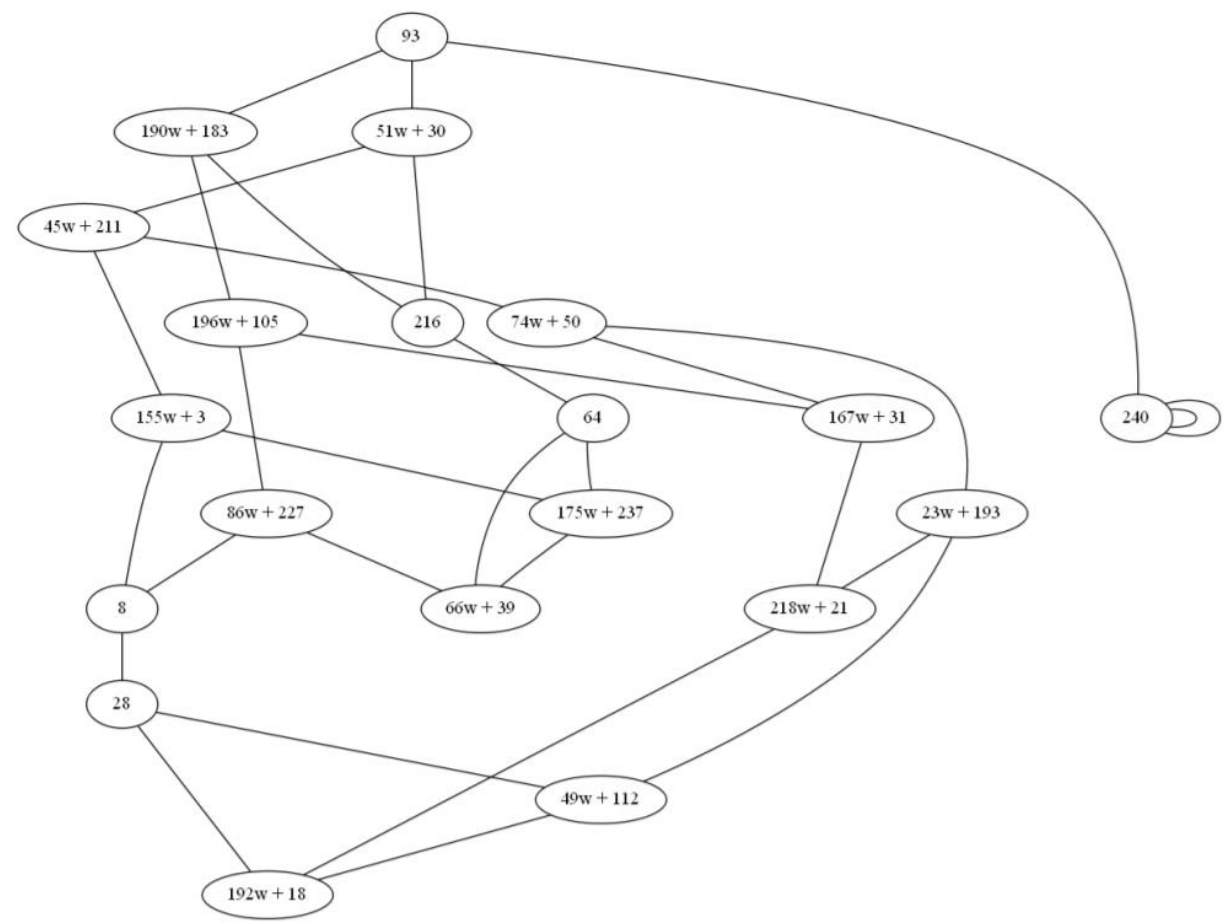 93
190w + 183
51w + 30
45w + 211
196w + 105
216
74w + 50
155w + 3
64
167w + 31
240
86w + 227
175w + 237
23w + 193
8
66w + 39
218w + 21
28
49w + 112
192w + 18